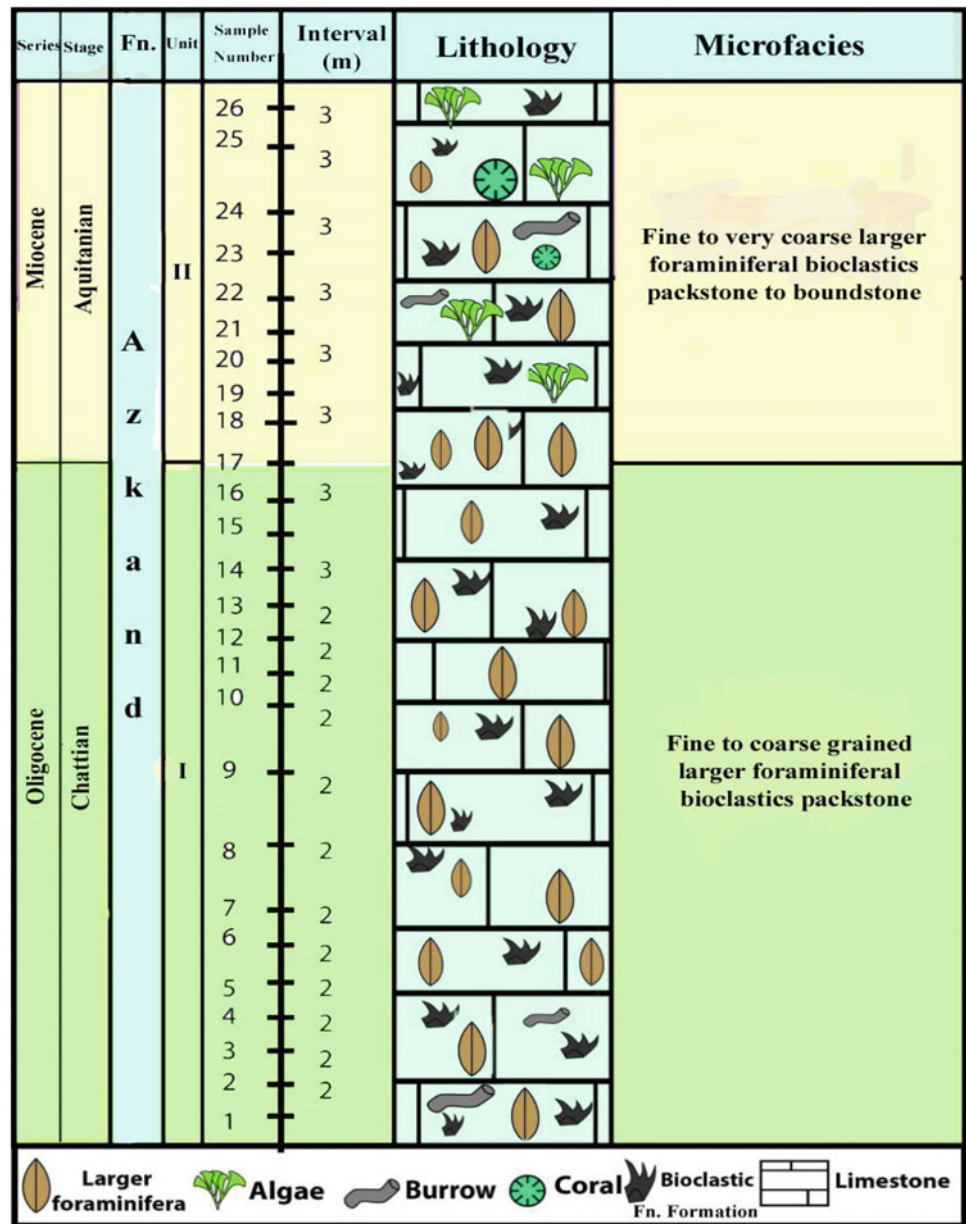 Series Stage Fn. Unit Sample Number Interval (m) Lithology Microfacies
Miocene
Aquitanian
Oligocene
Chattian
A
z
k
a
n
d
II
I
26
25
24
23
22
21
20
19
18
17
16
15
14
13
12
11
10
9
8
7
6
5
4
3
2
1
3
3
3
3
3
3
3
3
2
2
2
2
2
2
2
2
2
2
2
2
Fine to very coarse larger
foraminiferal bioclastics
packstone to boundstone
Fine to coarse grained
larger foraminiferal
bioclastics packstone
Larger
foraminifera
Algae
Burrow
Coral
Bioclastic
Limestone
Fn. Formation